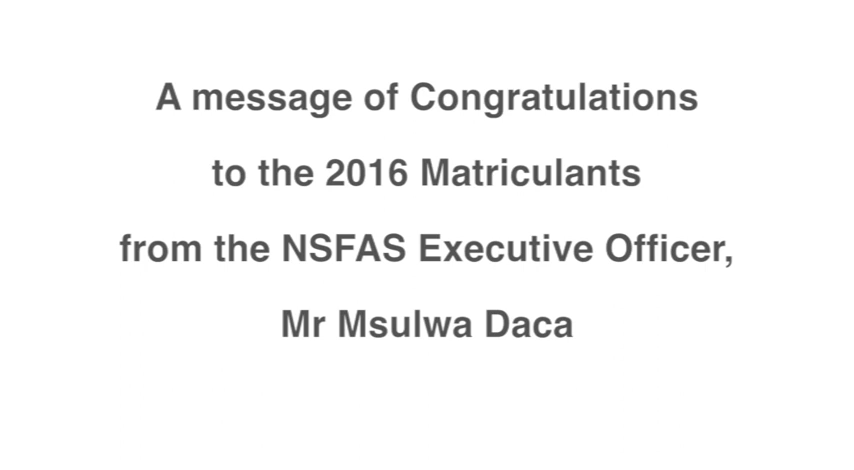 A message of Congratulations
to the 2016 Matriculants
from the NSFAS Executive Officer,
Mr Msulwa Daca